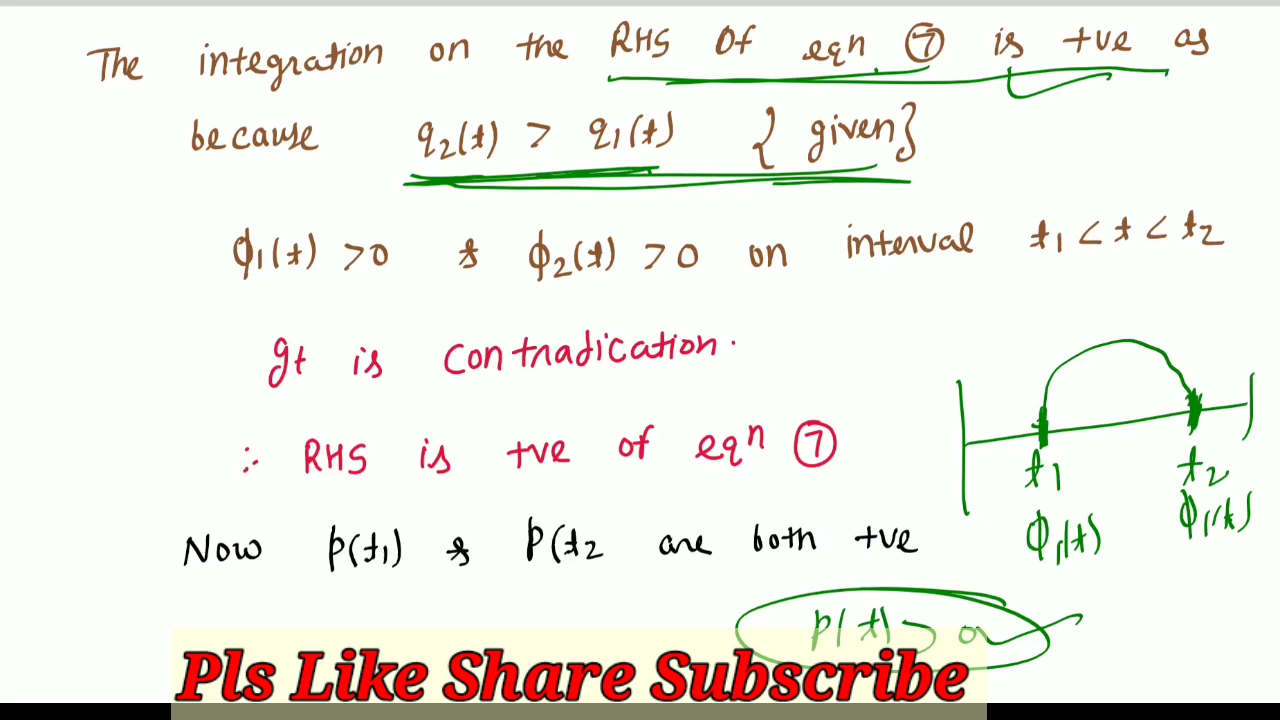 The integration on the RHS Of eqn ⑦ is +ve as
because q₂(t) > q₁(t) { given}
ϕ₁(t) >0 & ϕ₂(t) >0 on interval t₁ < t < t₂
It is contradication.
∴ RHS is +ve of eqn ⑦
t₁ t₂
ϕ₁(t) ϕ₁(t)
Now p(t₁) & p(t₂ are both +ve
p(t) > 0
Pls Like Share Subscribe